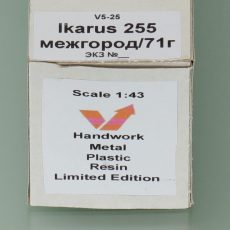 V5-25
Ikarus 255
межгород/71г
ЭКЗ №__
Scale 1:43
Handwork
Metal
Plastic
Resin
Limited Edition